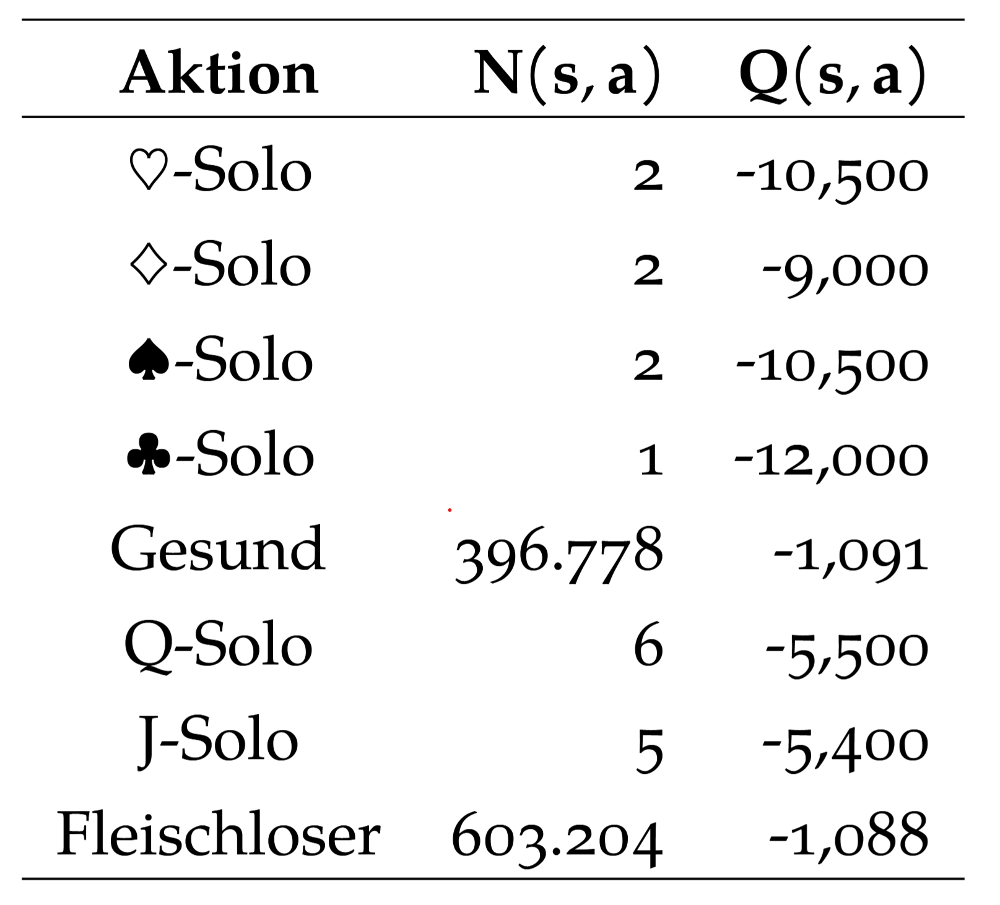 Aktion N(s, a) Q(s, a)
♡-Solo 2 -10,500
♢-Solo 2 -9,000
♠-Solo 2 -10,500
♣-Solo 1 -12,000
Gesund 396.778 -1,091
Q-Solo 6 -5,500
J-Solo 5 -5,400
Fleischloser 603.204 -1,088